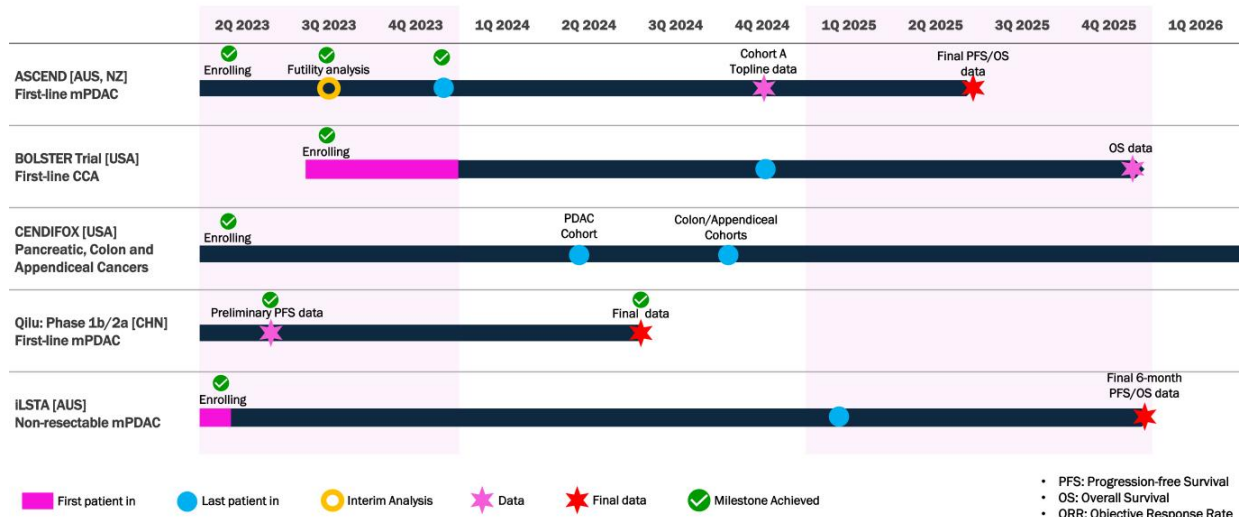 2Q 2023 3Q 2023 4Q 2023 1Q 2024 2Q 2024 3Q 2024 4Q 2024 1Q 2025 2Q 2025 3Q 2025 4Q 2025 1Q 2026
ASCEND [AUS, NZ]
First-line mPDAC
Enrolling
Futility analysis
Cohort A
Topline data
Final PFS/OS
data
BOLSTER Trial [USA]
First-line CCA
Enrolling
OS data
CENDIFOX [USA]
Pancreatic, Colon and
Appendiceal Cancers
Enrolling
PDAC
Cohort
Colon/Appendiceal
Cohorts
Qilu: Phase 1b/2a [CHN]
First-line mPDAC
Preliminary PFS data
Final data
iLSTA [AUS]
Non-resectable mPDAC
Enrolling
Final 6-month
PFS/OS data
First patient in
Last patient in
Interim Analysis
Data
Final data
Milestone Achieved
• PFS: Progression-free Survival
• OS: Overall Survival
• ORR: Objective Response Rate